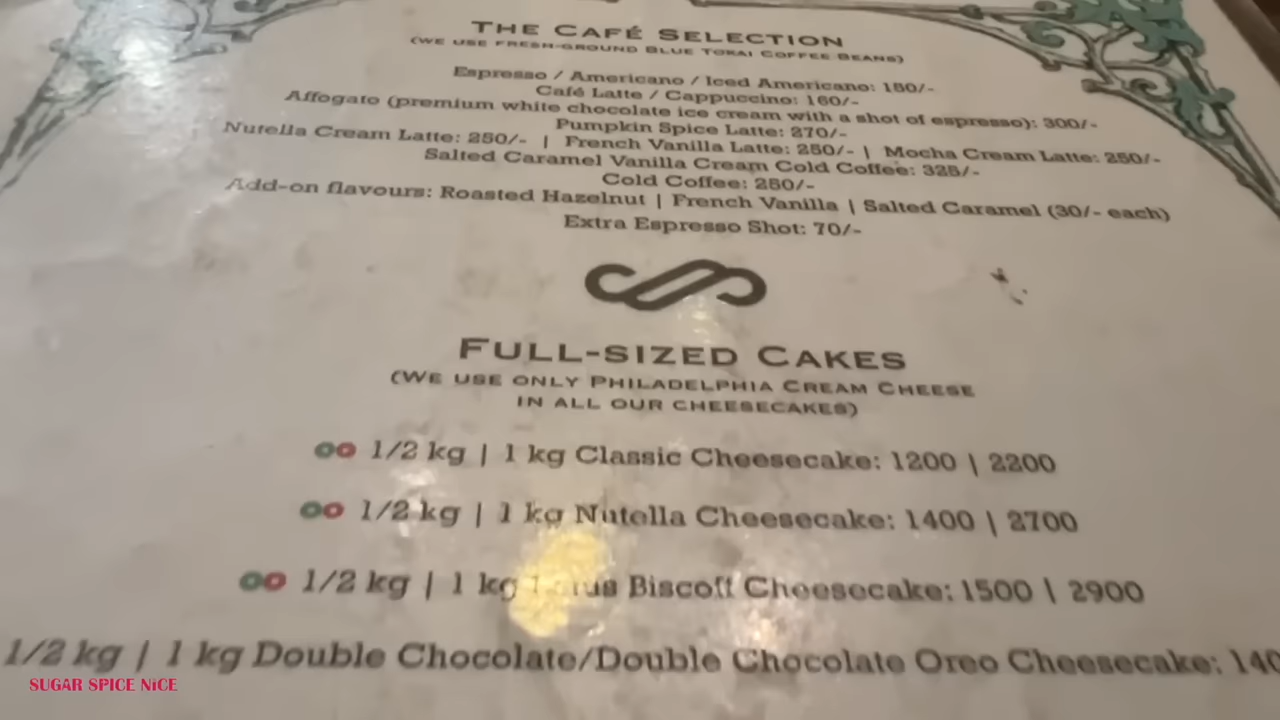 THE CAFÉ SELECTION
(WE USE FRESH-GROUND BLUE TOKAI COFFEE BEANS)
Espresso / Americano / Iced Americano: 150/-
Café Latte / Cappuccino: 160/-
Affogato (premium white chocolate ice cream with a shot of espresso): 300/-
Pumpkin Spice Latte: 270/-
Nutella Cream Latte: 250/- | French Vanilla Latte: 250/- | Mocha Cream Latte: 250/-
Salted Caramel Vanilla Cream Cold Coffee: 325/-
Cold Coffee: 250/-
Add-on flavours: Roasted Hazelnut | French Vanilla | Salted Caramel (30/- each)
Extra Espresso Shot: 70/-
FULL-SIZED CAKES
(WE USE ONLY PHILADELPHIA CREAM CHEESE
IN ALL OUR CHEESECAKES)
1/2 kg | 1 kg Classic Cheesecake: 1200 | 2200
1/2 kg | 1 kg Nutella Cheesecake: 1400 | 2700
1/2 kg | 1 kg Biscoff Cheesecake: 1500 | 2900
1/2 kg | 1 kg Double Chocolate/Double Chocolate Oreo Cheesecake: 140
SUGAR SPICE NiCE